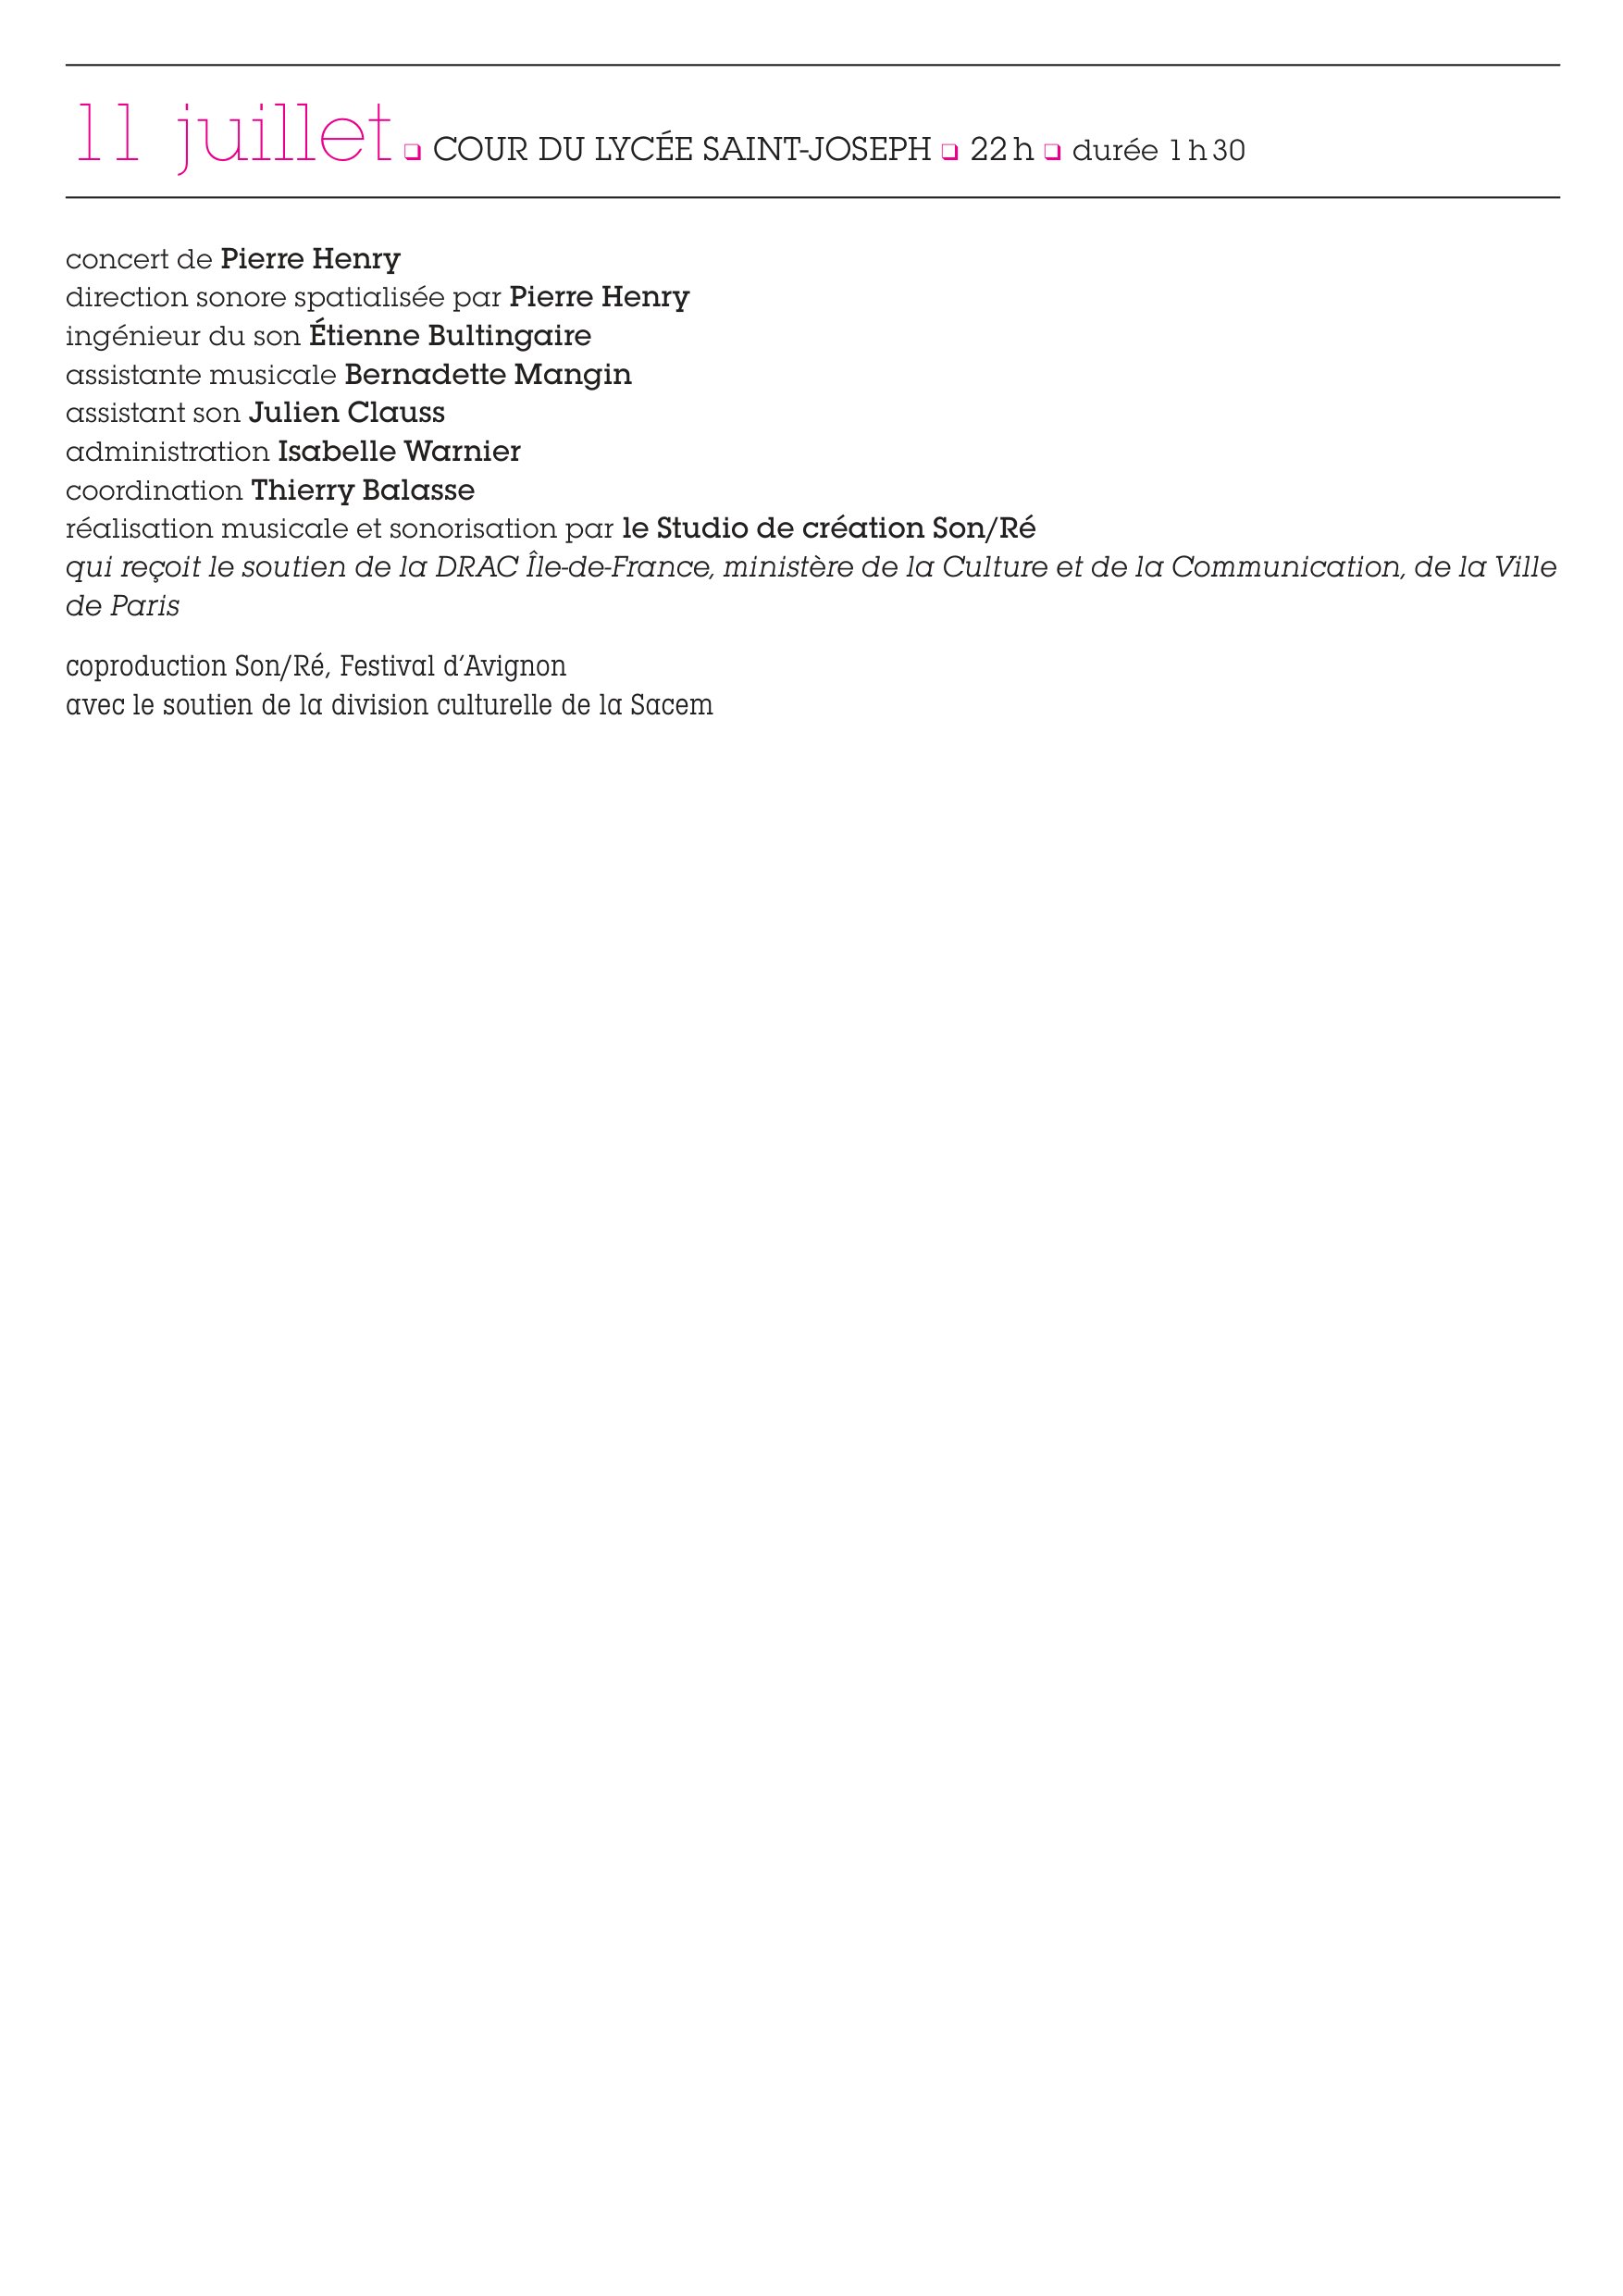 11 juillet ❑ COUR DU LYCÉE SAINT-JOSEPH ❑ 22 h ❑ durée 1 h 30
concert de Pierre Henry
direction sonore spatialisée par Pierre Henry
ingénieur du son Étienne Bultingaire
assistante musicale Bernadette Mangin
assistant son Julien Clauss
administration Isabelle Warnier
coordination Thierry Balasse
réalisation musicale et sonorisation par le Studio de création Son/Ré
qui reçoit le soutien de la DRAC Île-de-France, ministère de la Culture et de la Communication, de la Ville
de Paris
coproduction Son/Ré, Festival d’Avignon
avec le soutien de la division culturelle de la Sacem